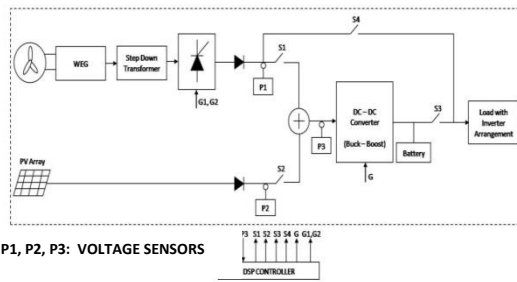 S4
S1
WEG
Step Down
Transformer
P1
G1, G2
DC – DC
Converter
(Buck – Boost)
S3
Load with
Inverter
Arrangement
P3
Battery
PV Array
S2
G
P2
P1, P2, P3: VOLTAGE SENSORS
P3 S1 S2 S3 S4 G G1,G2
DSP CONTROLLER